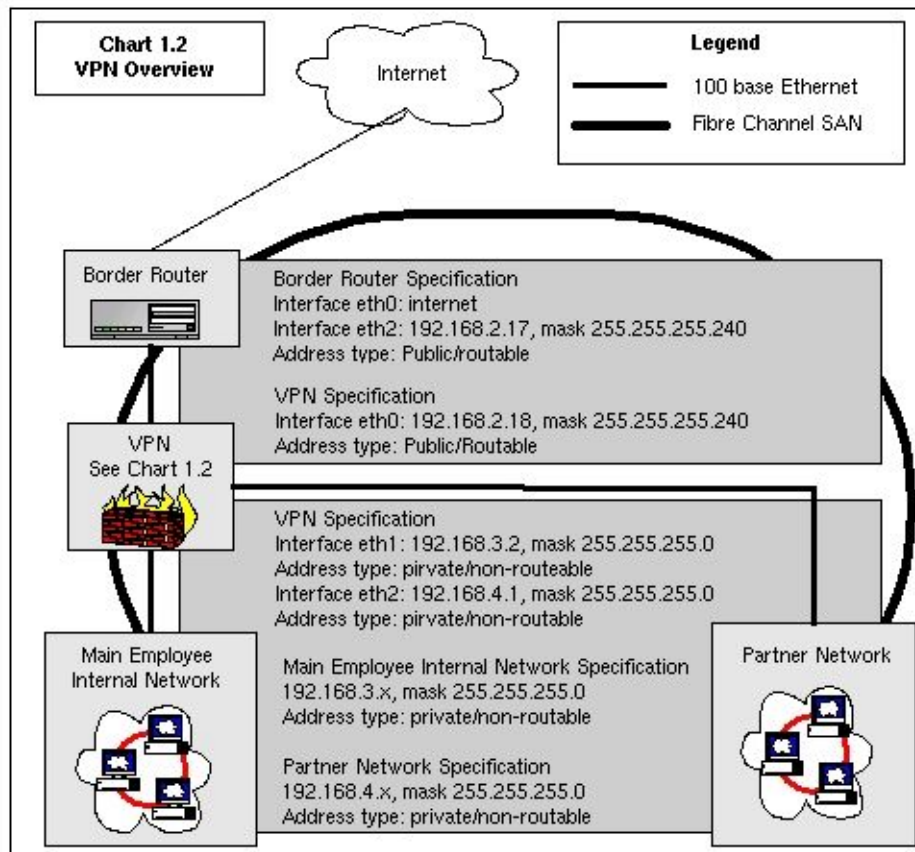 Chart 1.2
VPN Overview
Internet
Legend
100 base Ethernet
Fibre Channel SAN
Border Router
Border Router Specification
Interface eth0: internet
Interface eth2: 192.168.2.17, mask 255.255.255.240
Address type: Public/routable
VPN Specification
Interface eth0: 192.168.2.18, mask 255.255.255.240
Address type: Public/Routable
VPN
See Chart 1.2
VPN Specification
Interface eth1: 192.168.3.2, mask 255.255.255.0
Address type: pirvate/non-routeable
Interface eth2: 192.168.4.1, mask 255.255.255.0
Address type: pirvate/non-routable
Main Employee
Internal Network
Main Employee Internal Network Specification
192.168.3.x, mask 255.255.255.0
Address type: private/non-routable
Partner Network Specification
192.168.4.x, mask 255.255.255.0
Address type: private/non-routable
Partner Network